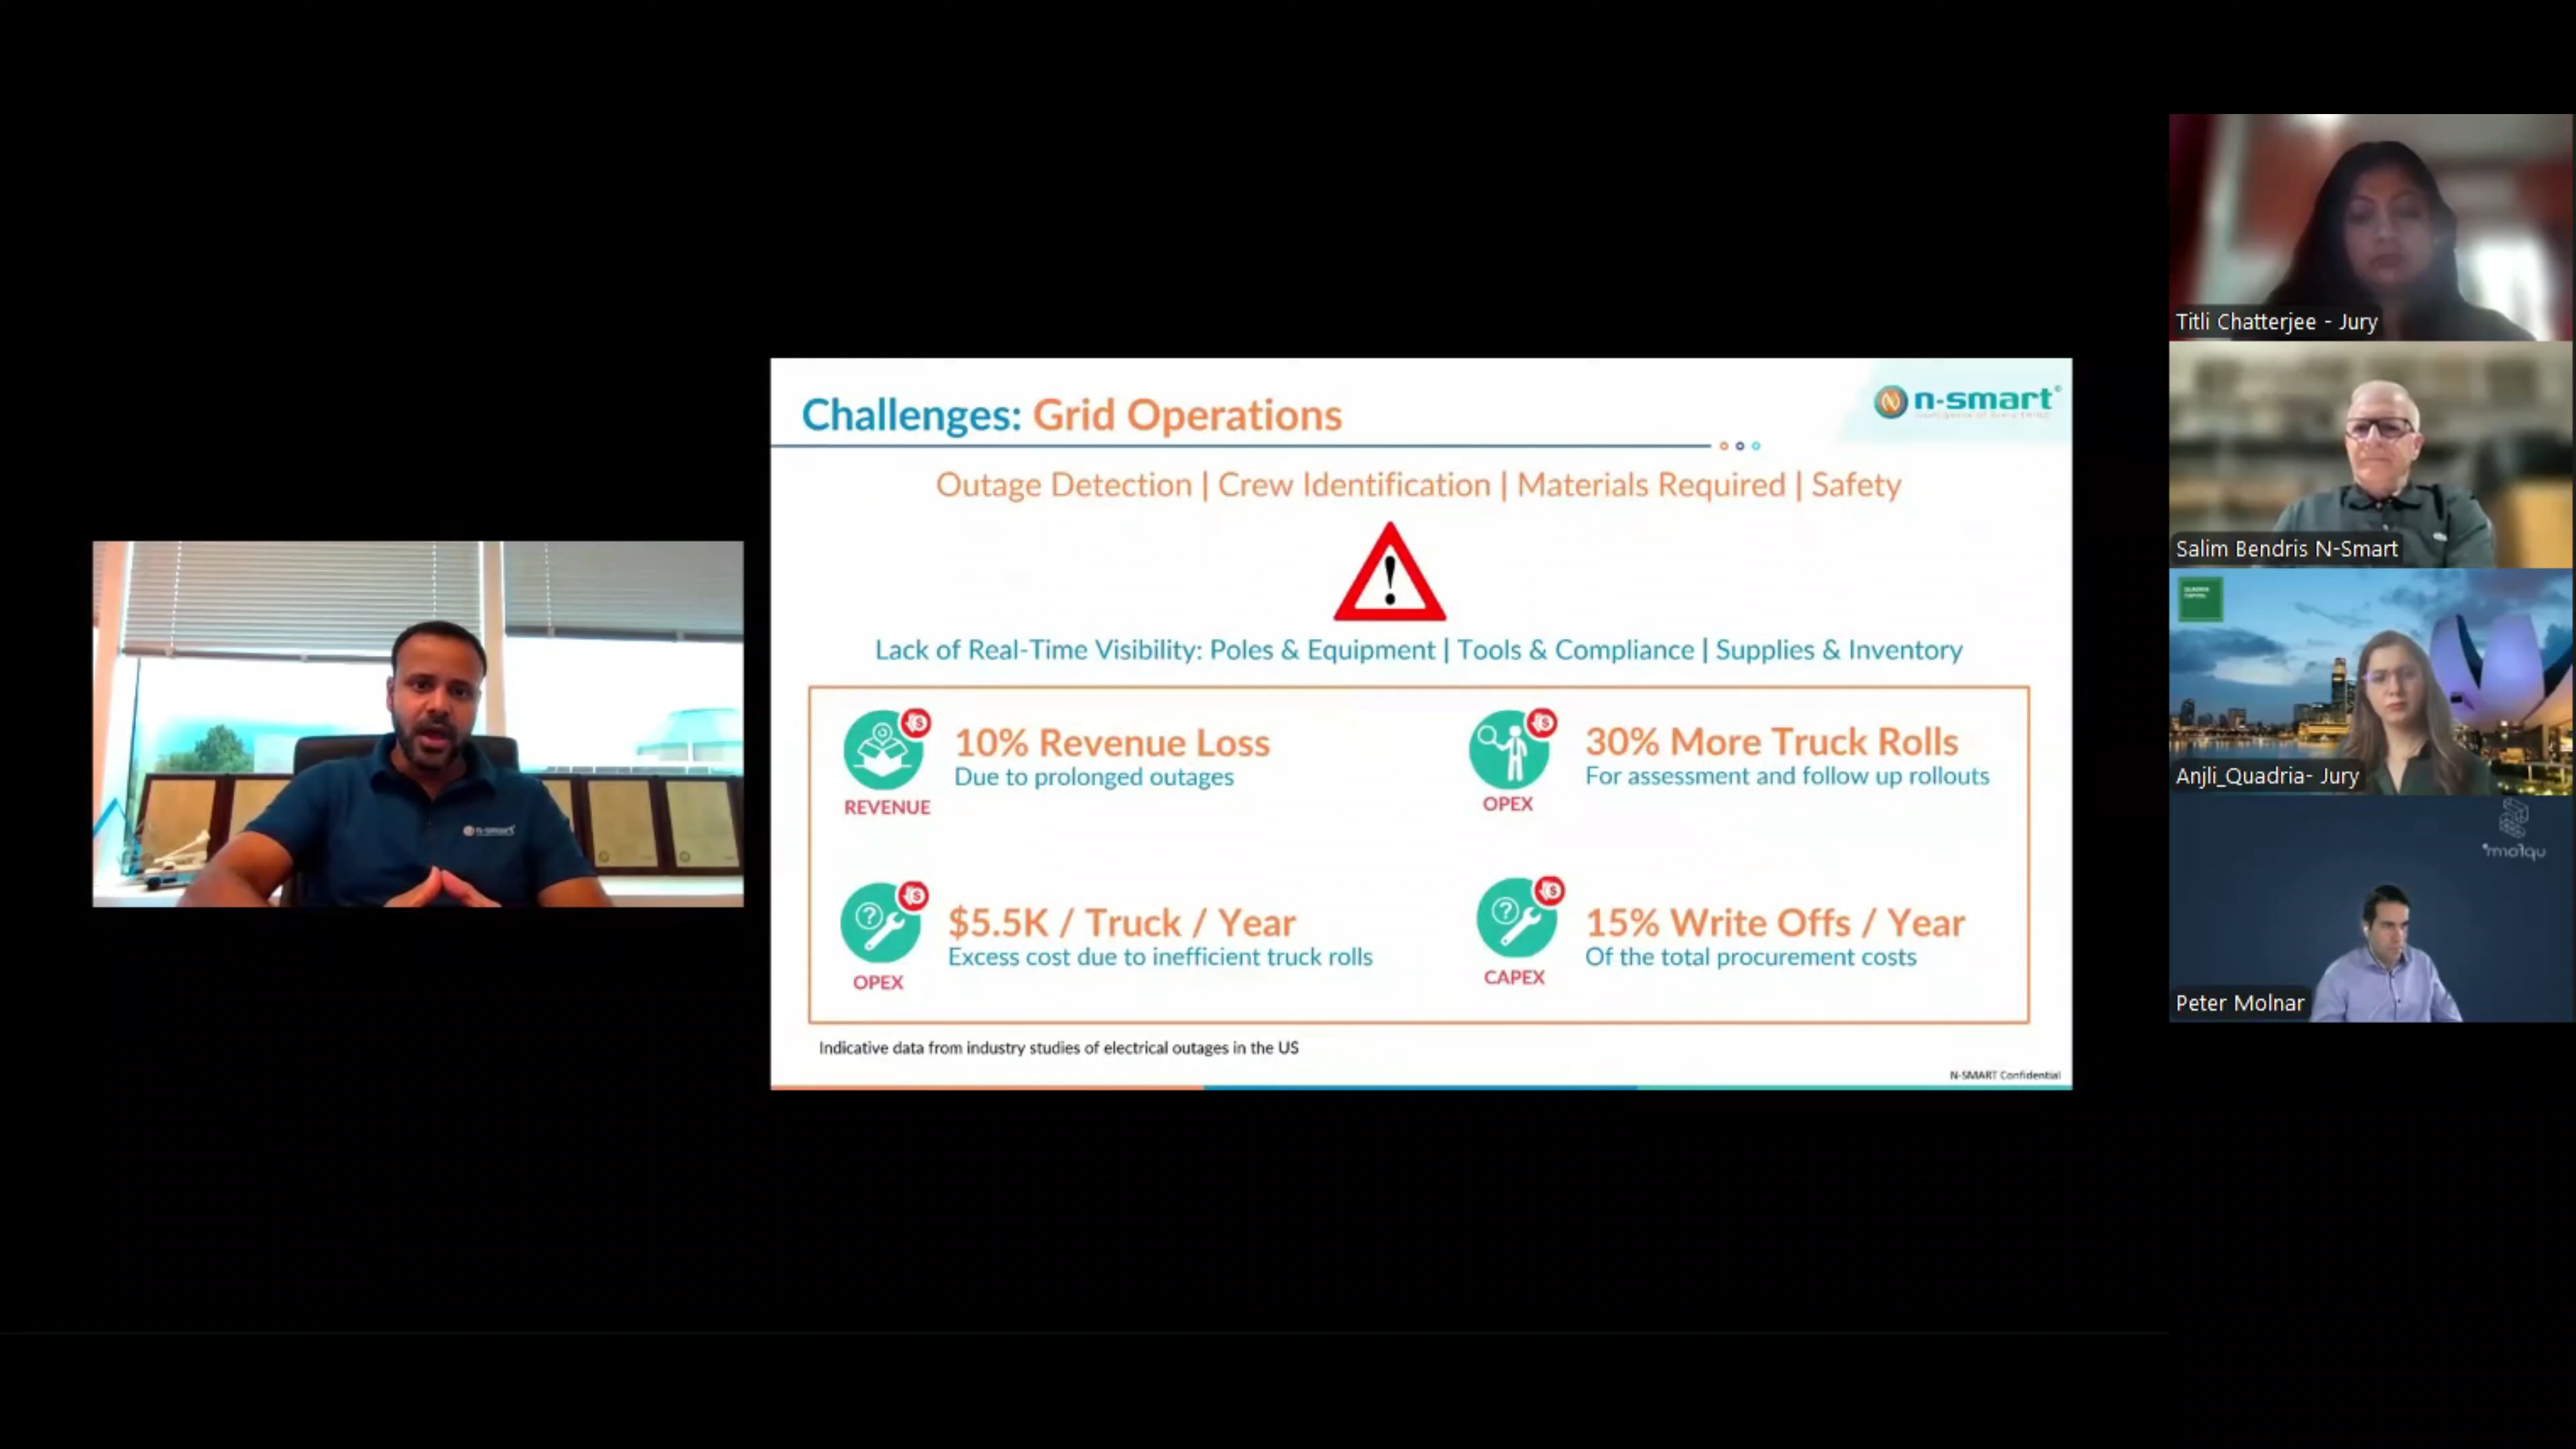 Challenges: Grid Operations
n-smart
Outage Detection | Crew Identification | Materials Required | Safety
!
Lack of Real-Time Visibility: Poles & Equipment | Tools & Compliance | Supplies & Inventory
10% Revenue Loss
Due to prolonged outages
REVENUE
30% More Truck Rolls
For assessment and follow up rollouts
OPEX
$5.5K / Truck / Year
Excess cost due to inefficient truck rolls
OPEX
15% Write Offs / Year
Of the total procurement costs
CAPEX
Indicative data from industry studies of electrical outages in the US
N-SMART Confidential
n-smart
Titli Chatterjee - Jury
Salim Bendris N-Smart
QUADRIA
CAPITAL
Anjli_Quadria- Jury
Peter Molnar